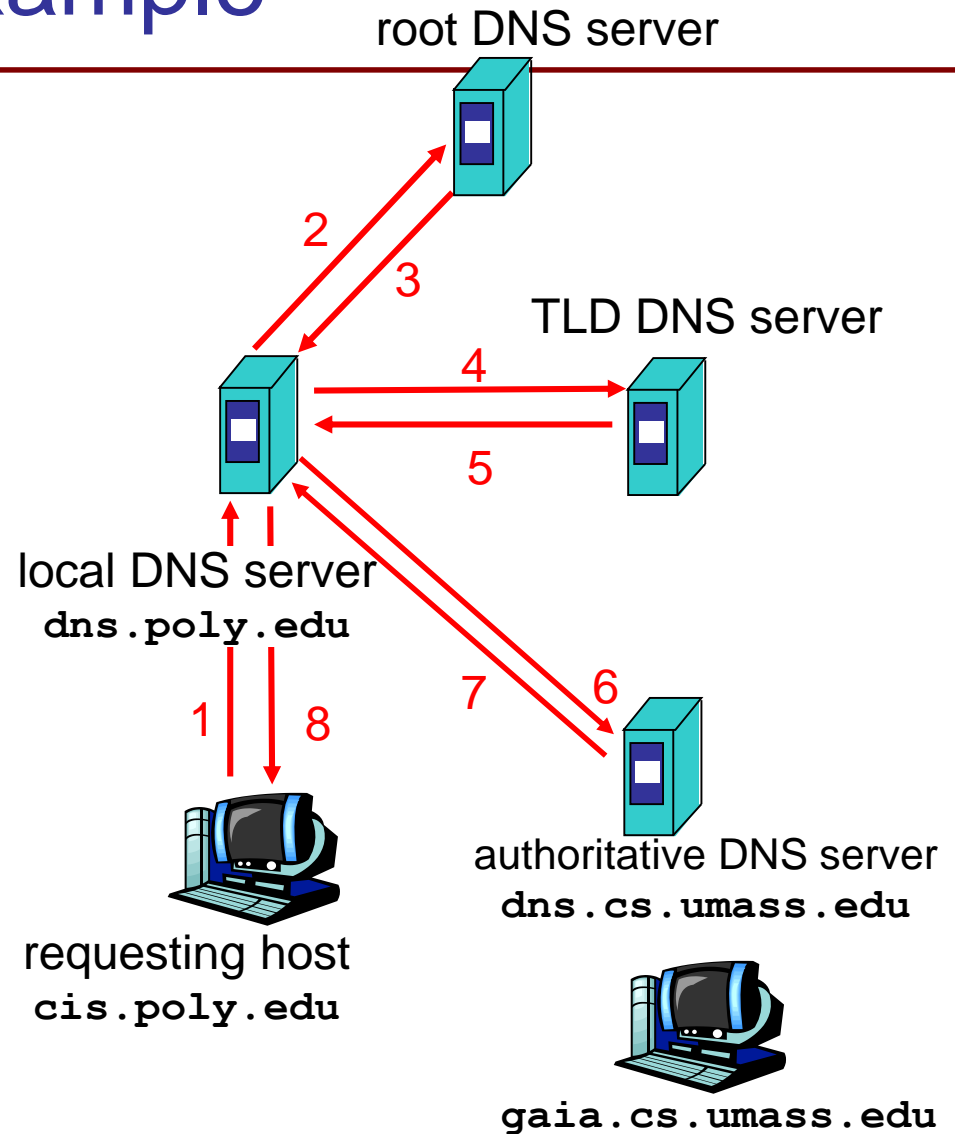 root DNS server
2
3
TLD DNS server
4
5
local DNS server
dns.poly.edu
1
8
7
6
authoritative DNS server
dns.cs.umass.edu
requesting host
cis.poly.edu
gaia.cs.umass.edu